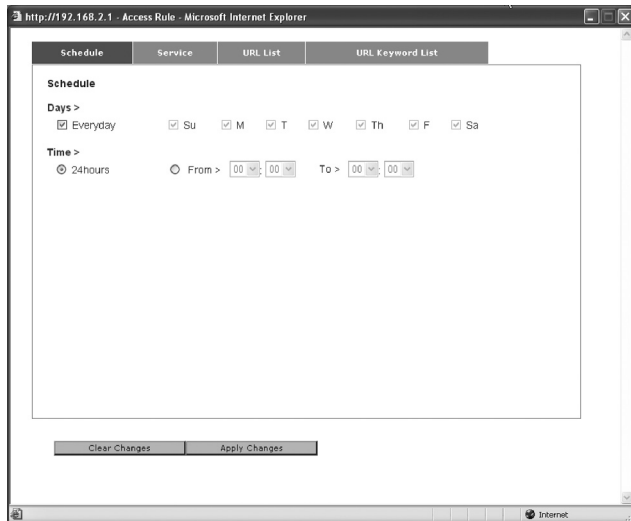 http://192.168.2.1 - Access Rule - Microsoft Internet Explorer
Schedule Service URL List URL Keyword List
Schedule
Days >
Everyday Su M T W Th F Sa
Time >
24hours From > 00 : 00 To > 00 : 00
Clear Changes Apply Changes
Internet